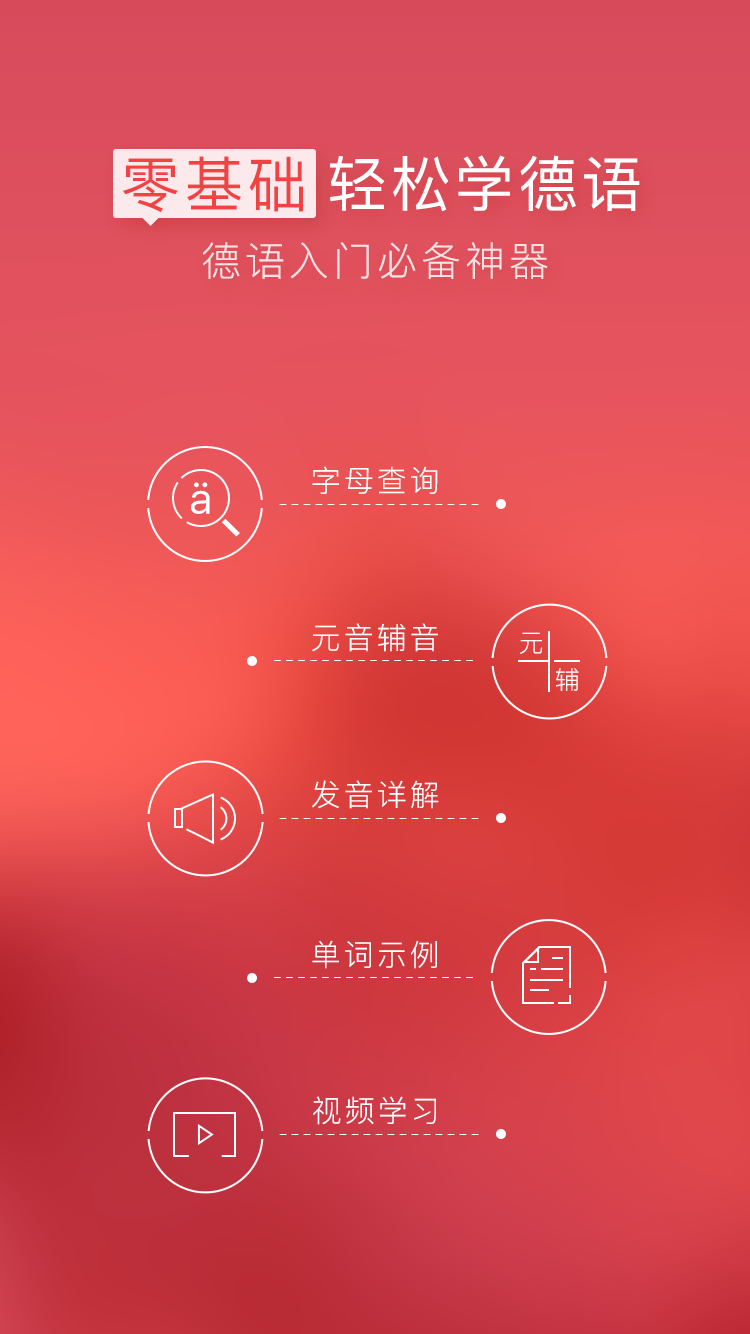 零基础 轻松学德语
德语入门必备神器
ä
字母查询
元音辅音
元
辅
发音详解
单词示例
视频学习